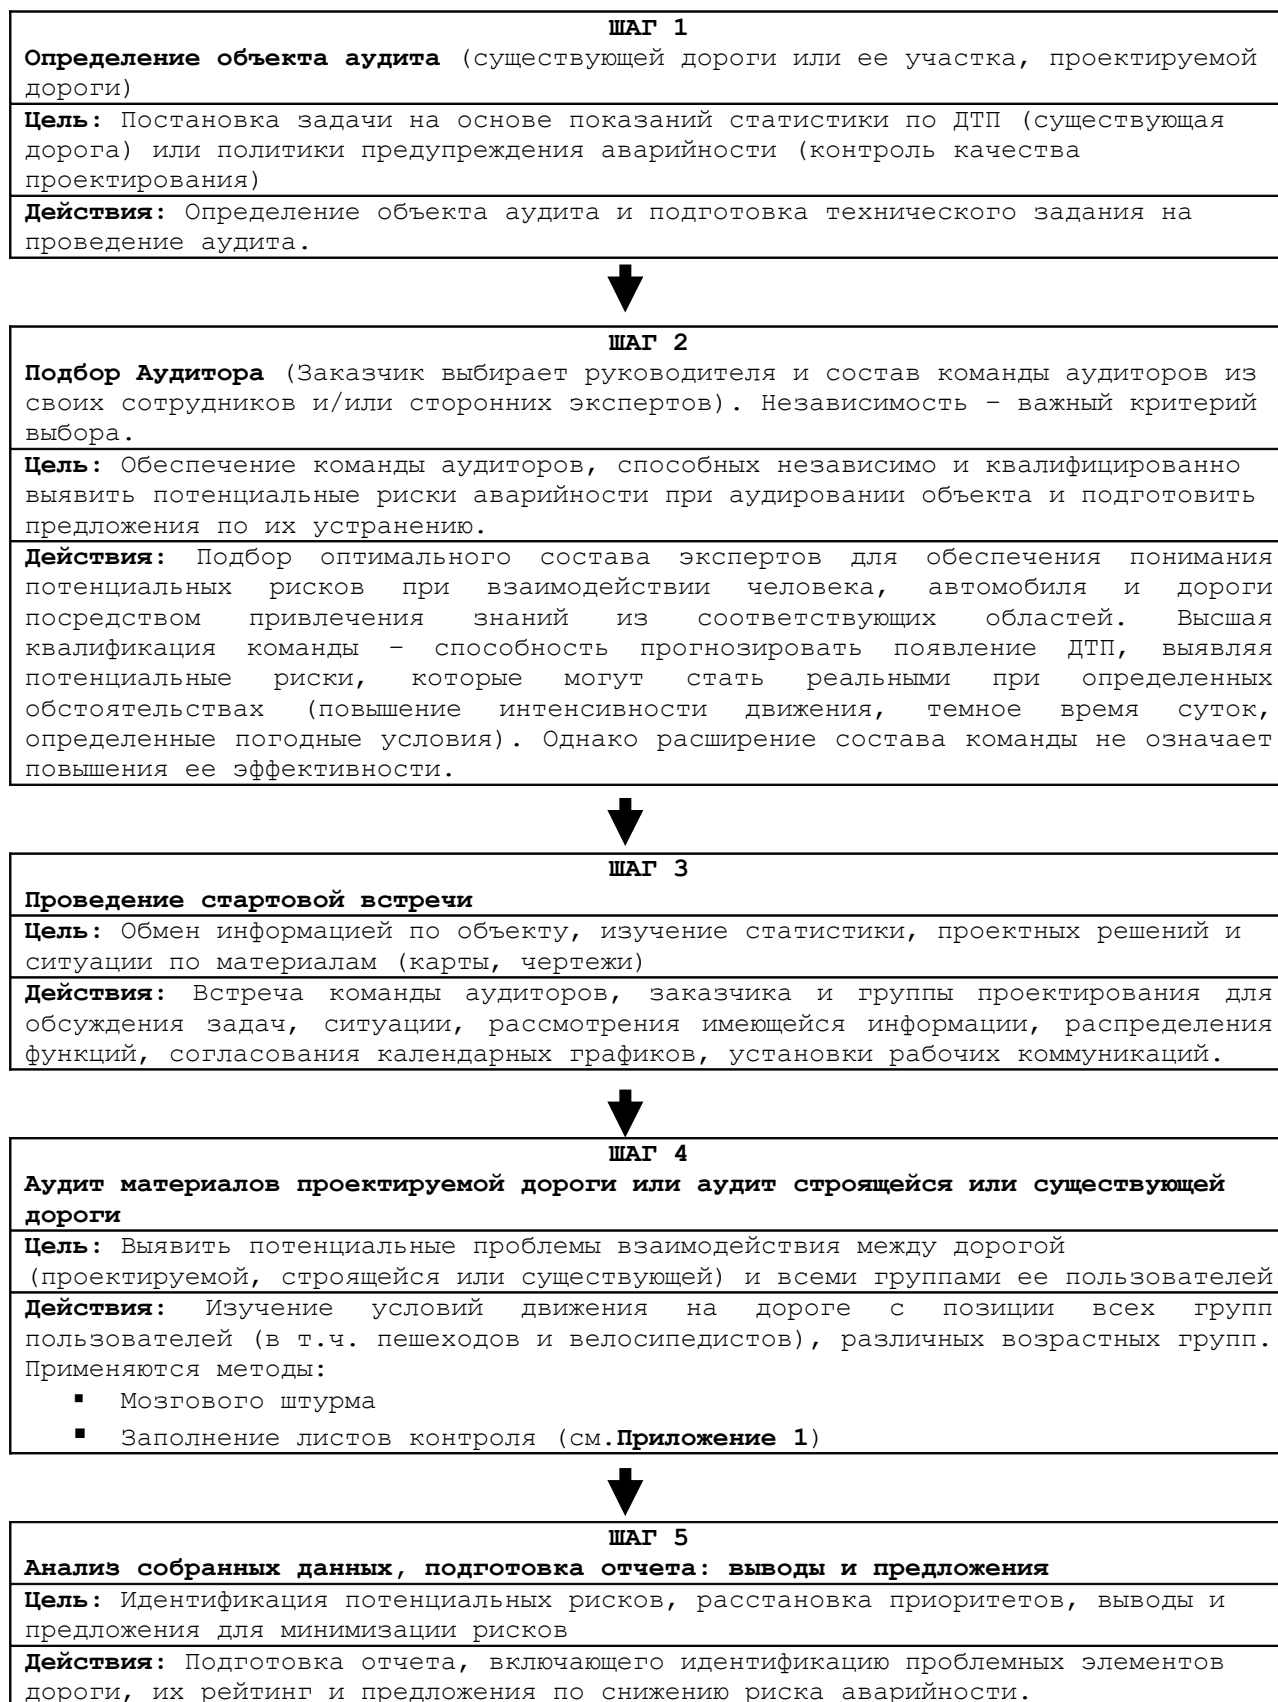 ШАГ 1
Определение объекта аудита (существующей дороги или ее участка, проектируемой
дороги)
Цель: Постановка задачи на основе показаний статистики по ДТП (существующая
дорога) или политики предупреждения аварийности (контроль качества
проектирования)
Действия: Определение объекта аудита и подготовка технического задания на
проведение аудита.
ШАГ 2
Подбор Аудитора (Заказчик выбирает руководителя и состав команды аудиторов из
своих сотрудников и/или сторонних экспертов). Независимость – важный критерий
выбора.
Цель: Обеспечение команды аудиторов, способных независимо и квалифицированно
выявить потенциальные риски аварийности при аудировании объекта и подготовить
предложения по их устранению.
Действия: Подбор оптимального состава экспертов для обеспечения понимания
потенциальных рисков при взаимодействии человека, автомобиля и дороги
посредством привлечения знаний из соответствующих областей. Высшая
квалификация команды – способность прогнозировать появление ДТП, выявляя
потенциальные риски, которые могут стать реальными при определенных
обстоятельствах (повышение интенсивности движения, темное время суток,
определенные погодные условия). Однако расширение состава команды не означает
повышения ее эффективности.
ШАГ 3
Проведение стартовой встречи
Цель: Обмен информацией по объекту, изучение статистики, проектных решений и
ситуации по материалам (карты, чертежи)
Действия: Встреча команды аудиторов, заказчика и группы проектирования для
обсуждения задач, ситуации, рассмотрения имеющейся информации, распределения
функций, согласования календарных графиков, установки рабочих коммуникаций.
ШАГ 4
Аудит материалов проектируемой дороги или аудит строящейся или существующей
дороги
Цель: Выявить потенциальные проблемы взаимодействия между дорогой
(проектируемой, строящейся или существующей) и всеми группами ее пользователей
Действия: Изучение условий движения на дороге с позиции всех групп
пользователей (в т.ч. пешеходов и велосипедистов), различных возрастных групп.
Применяются методы:
▪ Мозгового штурма
▪ Заполнение листов контроля (см.Приложение 1)
ШАГ 5
Анализ собранных данных, подготовка отчета: выводы и предложения
Цель: Идентификация потенциальных рисков, расстановка приоритетов, выводы и
предложения для минимизации рисков
Действия: Подготовка отчета, включающего идентификацию проблемных элементов
дороги, их рейтинг и предложения по снижению риска аварийности.